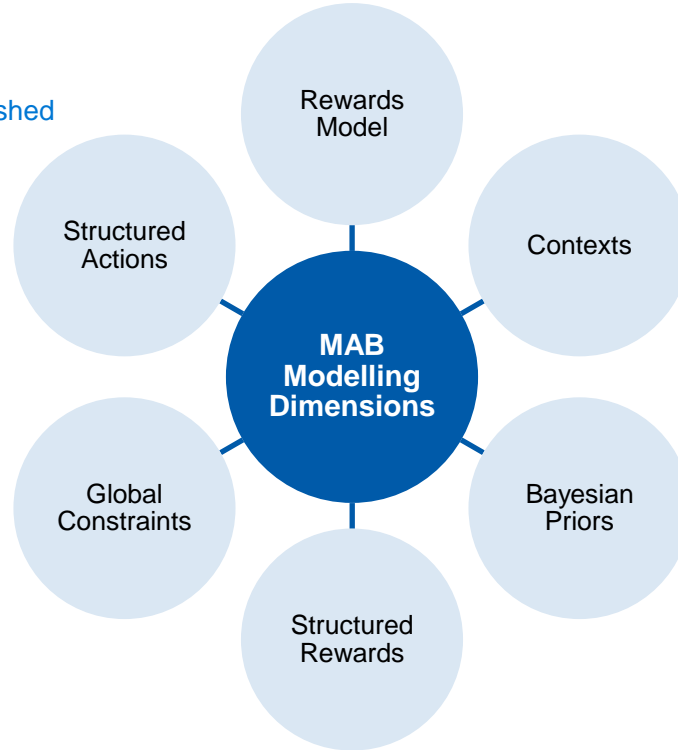 shed
Rewards
Model
Structured
Actions
Contexts
MAB
Modelling
Dimensions
Global
Constraints
Bayesian
Priors
Structured
Rewards